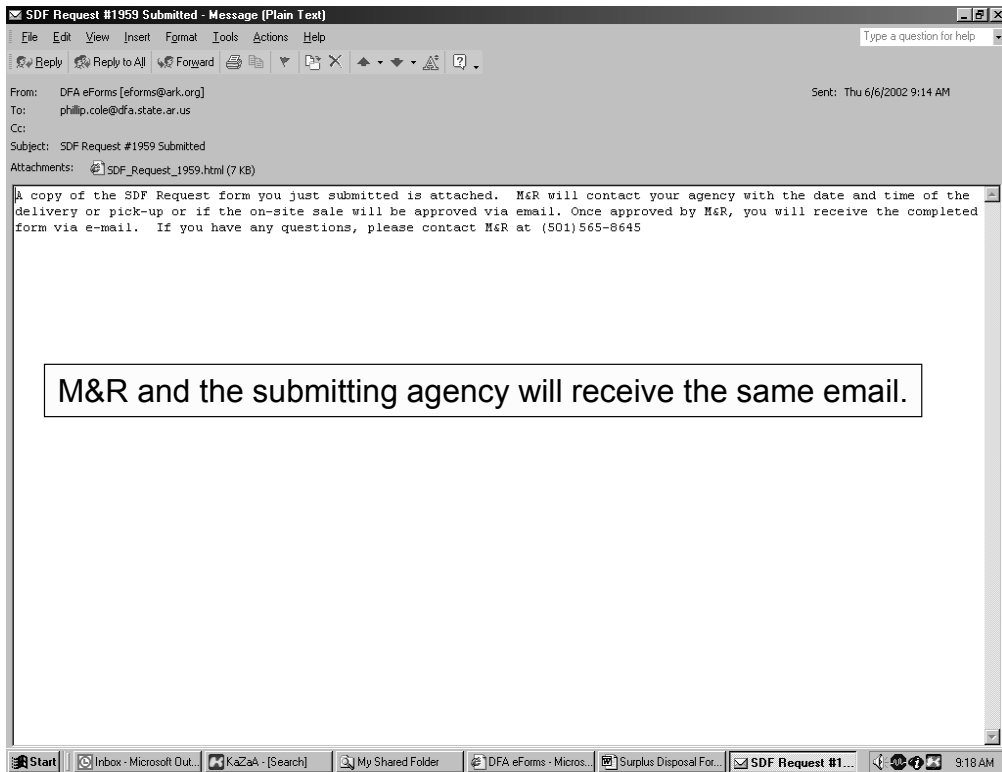 SDF Request #1959 Submitted - Message (Plain Text)
File Edit View Insert Format Tools Actions Help
Type a question for help
Reply Reply to All Forward
From: DFA eForms [eforms@ark.org]
Sent: Thu 6/6/2002 9:14 AM
To: phillip.cole@dfa.state.ar.us
Cc:
Subject: SDF Request #1959 Submitted
Attachments: SDF_Request_1959.html (7 KB)
A copy of the SDF Request form you just submitted is attached. M&R will contact your agency with the date and time of the
delivery or pick-up or if the on-site sale will be approved via email. Once approved by M&R, you will receive the completed
form via e-mail. If you have any questions, please contact M&R at (501)565-8645
M&R and the submitting agency will receive the same email.
Start Inbox - Microsoft Out... KaZaA - [Search] My Shared Folder DFA eForms - Micros... Surplus Disposal For... SDF Request #1... 9:18 AM